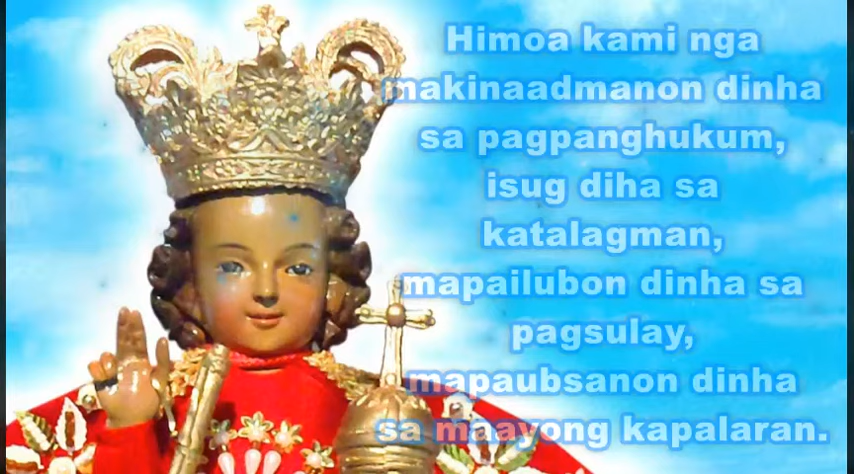 Himoa kami nga
makinaadmanon dinha
sa pagpanghukum,
isug diha sa
katalagman,
mapailubon dinha sa
pagsulay,
mapaubsanon dinha
sa maayong kapalaran.